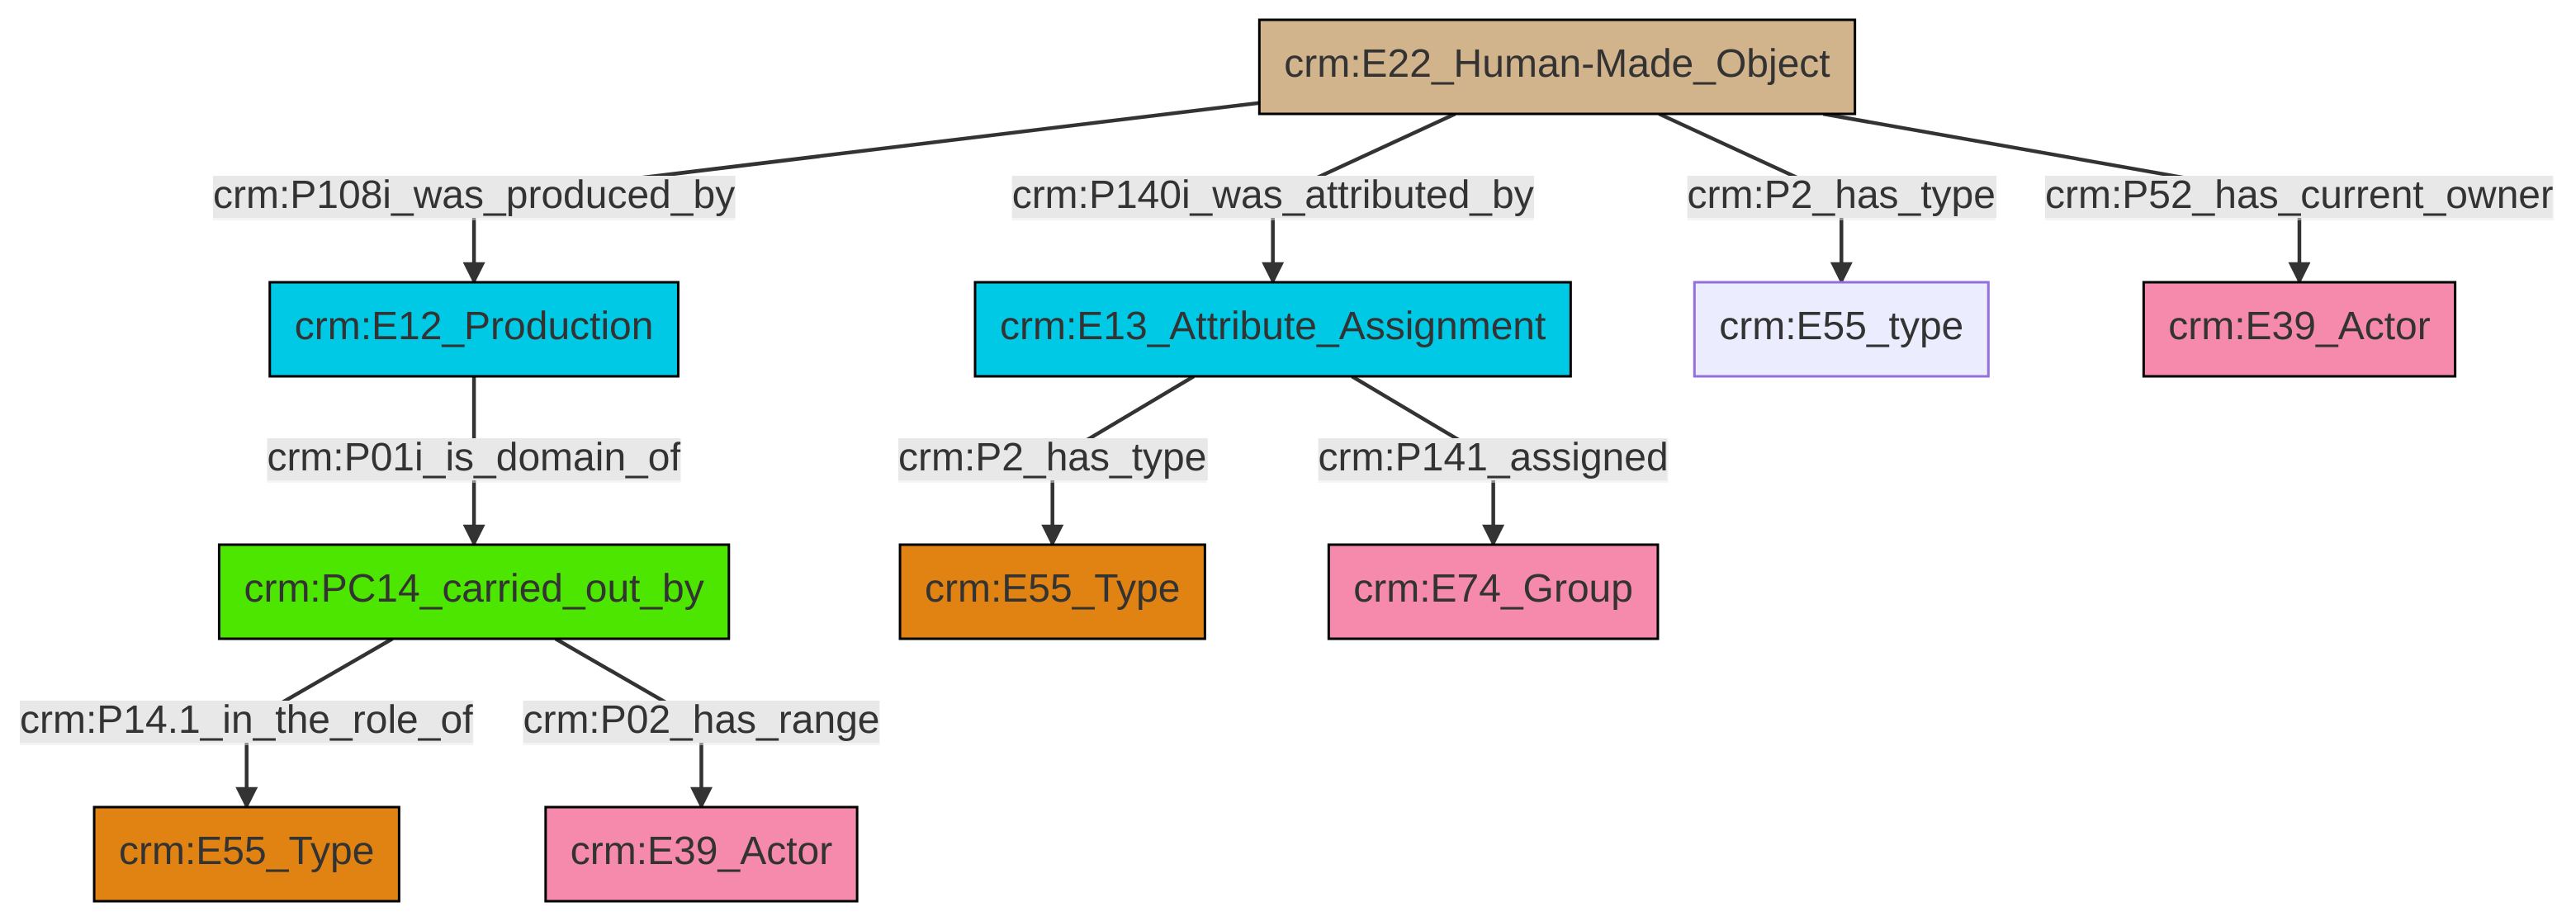 crm:E22_Human-Made_Object
crm:P108i_was_produced_by
crm:P140i_was_attributed_by
crm:P2_has_type
crm:P52_has_current_owner
crm:E12_Production
crm:E13_Attribute_Assignment
crm:E55_type
crm:E39_Actor
crm:P01i_is_domain_of
crm:P2_has_type
crm:P141_assigned
crm:PC14_carried_out_by
crm:E55_Type
crm:E74_Group
crm:P14.1_in_the_role_of
crm:P02_has_range
crm:E55_Type
crm:E39_Actor